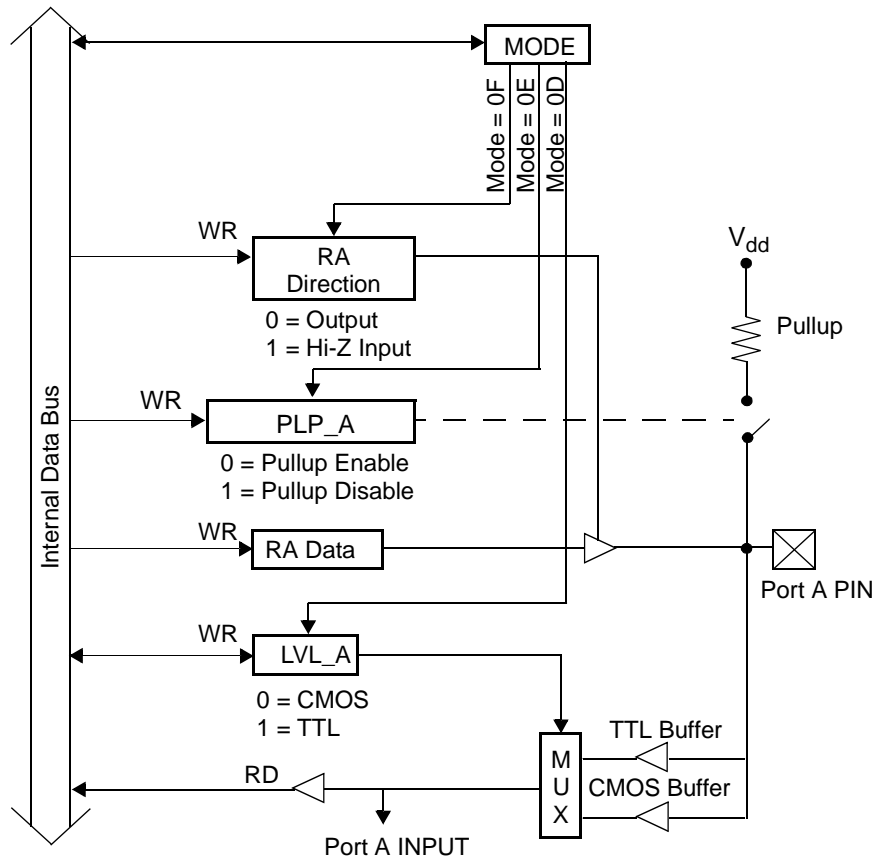 MODE
Mode = 0F
Mode = 0E
Mode = 0D
WR
RA
Direction
0 = Output
1 = Hi-Z Input
Vdd
Pullup
WR
PLP_A
0 = Pullup Enable
1 = Pullup Disable
Internal Data Bus
WR
RA Data
Port A PIN
WR
LVL_A
0 = CMOS
1 = TTL
TTL Buffer
M
U
X
CMOS Buffer
RD
Port A INPUT